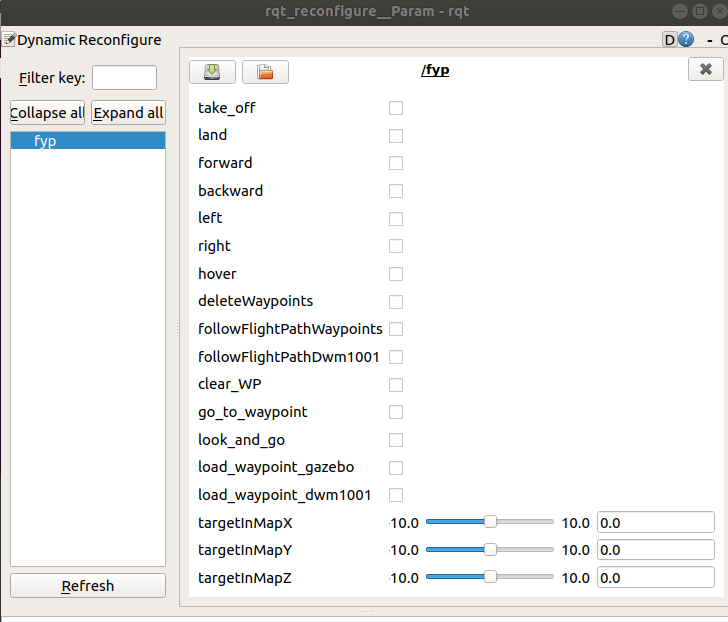 rqt_reconfigure__Param - rqt
Dynamic Reconfigure
D
- C
Filter key:
Collapse all
Expand all
fyp
Refresh
/fyp
take_off
land
forward
backward
left
right
hover
deleteWaypoints
followFlightPathWaypoints
followFlightPathDwm1001
clear_WP
go_to_waypoint
look_and_go
load_waypoint_gazebo
load_waypoint_dwm1001
targetInMapX -10.0 10.0 0.0
targetInMapY -10.0 10.0 0.0
targetInMapZ -10.0 10.0 0.0